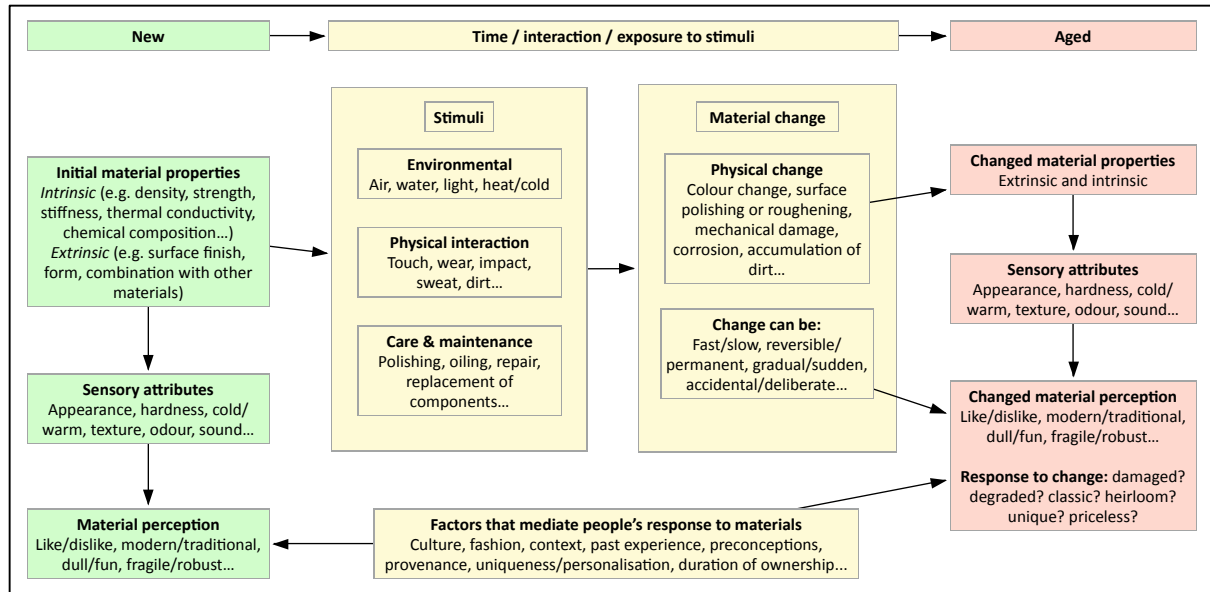 New
Time / interaction / exposure to stimuli
Aged
Initial material properties
Intrinsic (e.g. density, strength,
stiffness, thermal conductivity,
chemical composition…)
Extrinsic (e.g. surface finish,
form, combination with other
materials)
Sensory attributes
Appearance, hardness, cold/
warm, texture, odour, sound…
Material perception
Like/dislike, modern/traditional,
dull/fun, fragile/robust…
Stimuli
Environmental
Air, water, light, heat/cold
Physical interaction
Touch, wear, impact,
sweat, dirt…
Care & maintenance
Polishing, oiling, repair,
replacement of
components…
Material change
Physical change
Colour change, surface
polishing or roughening,
mechanical damage,
corrosion, accumulation of
dirt…
Change can be:
Fast/slow, reversible/
permanent, gradual/sudden,
accidental/deliberate…
Factors that mediate people’s response to materials
Culture, fashion, context, past experience, preconceptions,
provenance, uniqueness/personalisation, duration of ownership…
Changed material properties
Extrinsic and intrinsic
Sensory attributes
Appearance, hardness, cold/
warm, texture, odour, sound…
Changed material perception
Like/dislike, modern/traditional,
dull/fun, fragile/robust…
Response to change: damaged?
degraded? classic? heirloom?
unique? priceless?